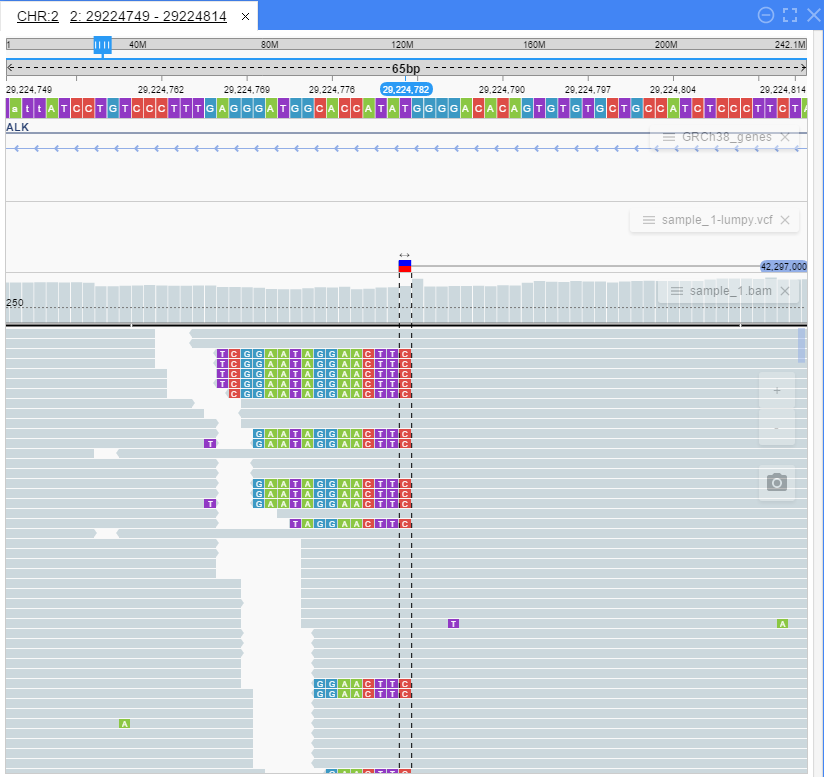 CHR:2 2: 29224749 - 29224814 ×
1 40M 80M 120M 160M 200M 242.1M
65bp
29,224,749 29,224,762 29,224,769 29,224,776 29,224,782 29,224,790 29,224,797 29,224,804 29,224,814
a t t A T C C T G T C C C T T T G A G G G A T G G C A C C A T A T G G G G A C A C A G T G T G T G C T G C C A T C T C C C T T C T
ALK
GRCh38_genes
sample_1-lumpy.vcf
42,297,000
sample_1.bam
250
T C G G A A T A G G A A C T T C
T C G G A A T A G G A A C T T C
T C G G A A T A G G A A C T T C
T C G G A A T A G G A A C T T C
C G G A A T A G G A A C T T C
G A A T A G G A A C T T C
T G A A T A G G A A C T T C
G A A T A G G A A C T T C
G A A T A G G A A C T T C
T G A A T A G G A A C T T C
T A G G A A C T T C
T A
G G A A C T T C
G G A A C T T C
A
G A A C T T C